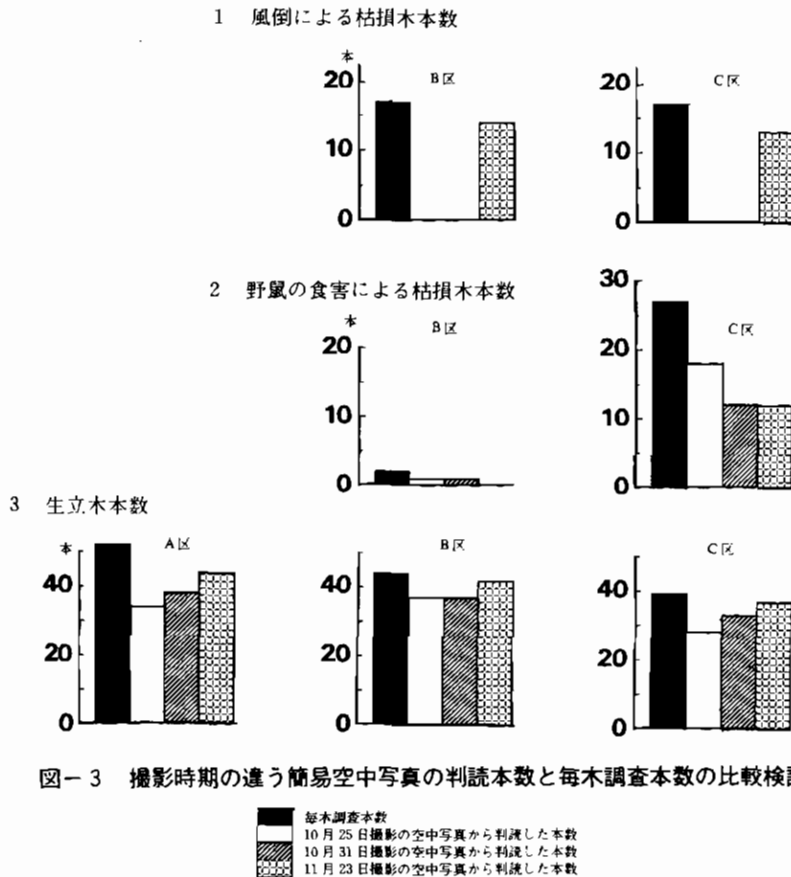 1 風倒による枯損木本数
本
B区
C区
20
10
0
20
10
0
2 野鼠の食害による枯損木本数
本
B区
C区
20
10
0
30
20
10
0
3 生立木本数
本
A区
B区
C区
40
20
0
40
20
0
40
20
0
図－3 撮影時期の違う簡易空中写真の判読本数と毎木調査本数の比較検
毎木調査本数
10月25日撮影の空中写真から判読した本数
10月31日撮影の空中写真から判読した本数
11月23日撮影の空中写真から判読した本数